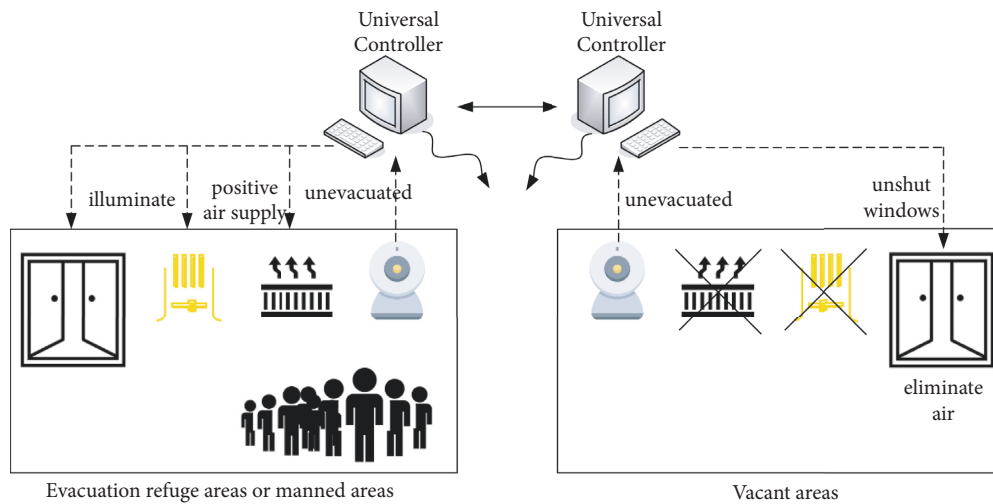 Universal
Controller
Universal
Controller
illuminate
positive
air supply
unevacuated
unevacuated
unshut
windows
eliminate
air
Evacuation refuge areas or manned areas
Vacant areas